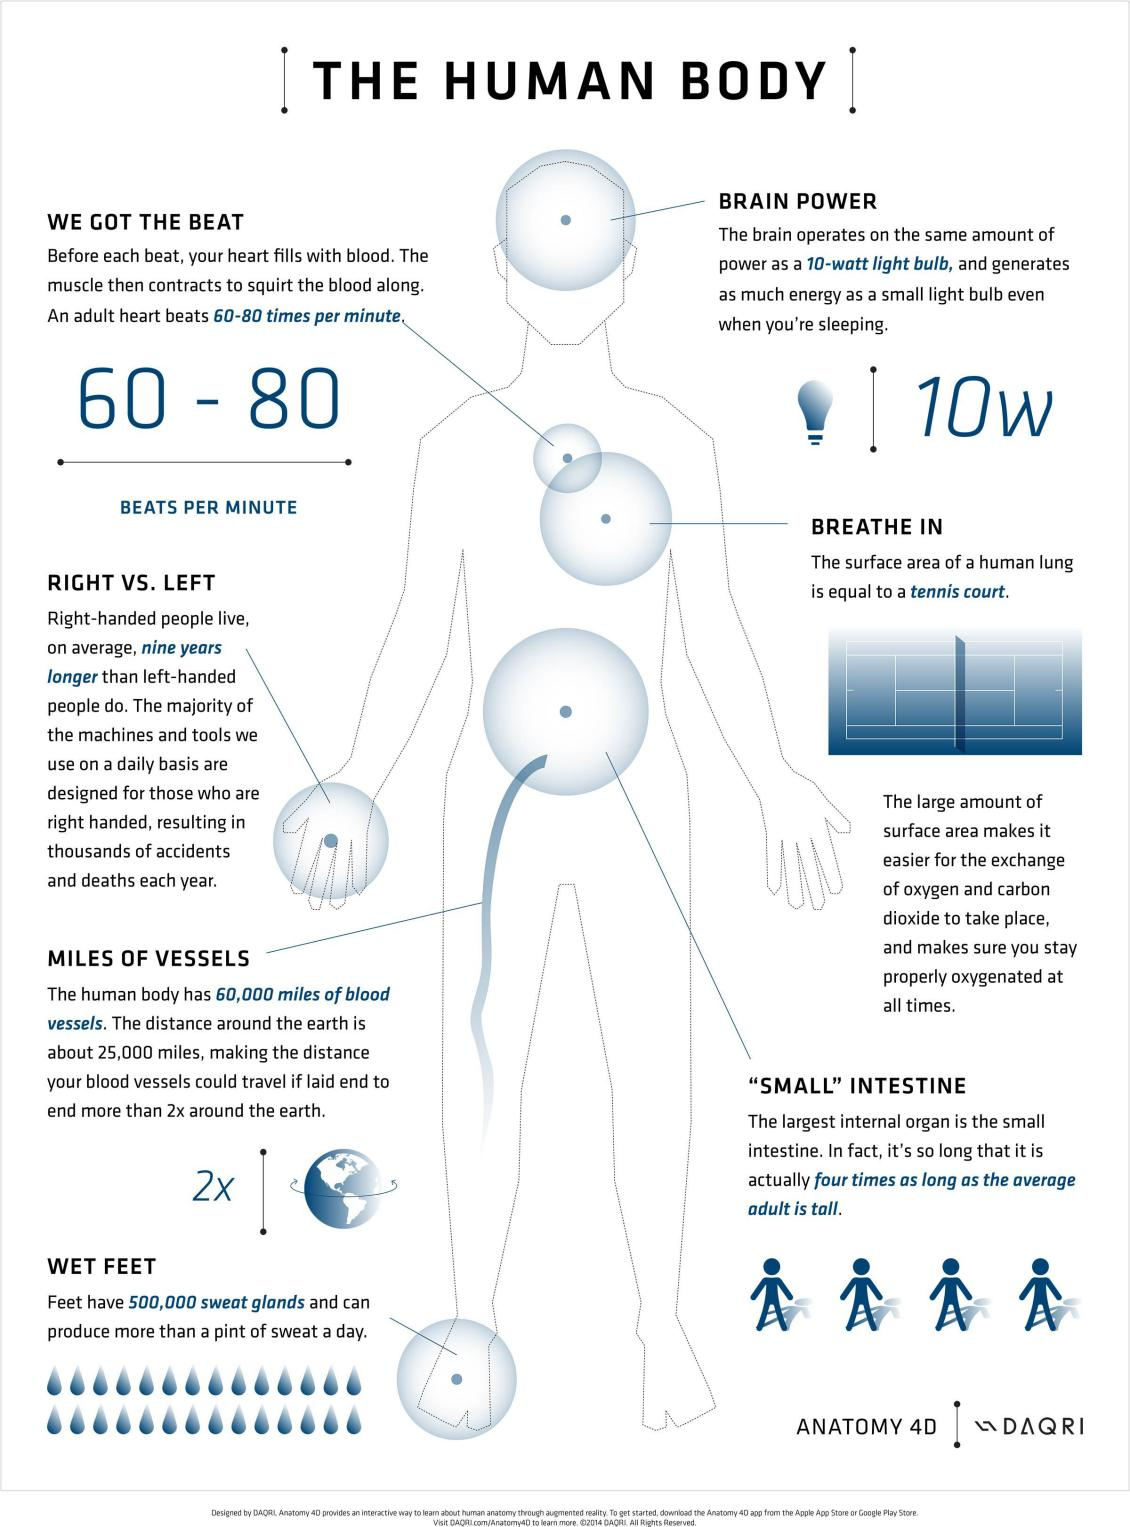 THE HUMAN BODY
WE GOT THE BEAT
Before each beat, your heart fills with blood. The
muscle then contracts to squirt the blood along.
An adult heart beats 60-80 times per minute.
60 - 80
BEATS PER MINUTE
BRAIN POWER
The brain operates on the same amount of
power as a 10-watt light bulb, and generates
as much energy as a small light bulb even
when you’re sleeping.
10w
BREATHE IN
The surface area of a human lung
is equal to a tennis court.
The large amount of
surface area makes it
easier for the exchange
of oxygen and carbon
dioxide to take place,
and makes sure you stay
properly oxygenated at
all times.
RIGHT VS. LEFT
Right-handed people live,
on average, nine years
longer than left-handed
people do. The majority of
the machines and tools we
use on a daily basis are
designed for those who are
right handed, resulting in
thousands of accidents
and deaths each year.
MILES OF VESSELS
The human body has 60,000 miles of blood
vessels. The distance around the earth is
about 25,000 miles, making the distance
your blood vessels could travel if laid end to
end more than 2x around the earth.
2x
“SMALL” INTESTINE
The largest internal organ is the small
intestine. In fact, it’s so long that it is
actually four times as long as the average
adult is tall.
WET FEET
Feet have 500,000 sweat glands and can
produce more than a pint of sweat a day.
ANATOMY 4D
DAQRI
Designed by DAQRI, Anatomy 4D provides an interactive way to learn about human anatomy through augmented reality. To get started, download the Anatomy 4D app from the Apple App Store or Google Play Store.
Visit DAQRI.com/Anatomy4D to learn more. ©2014 DAQRI. All Rights Reserved.